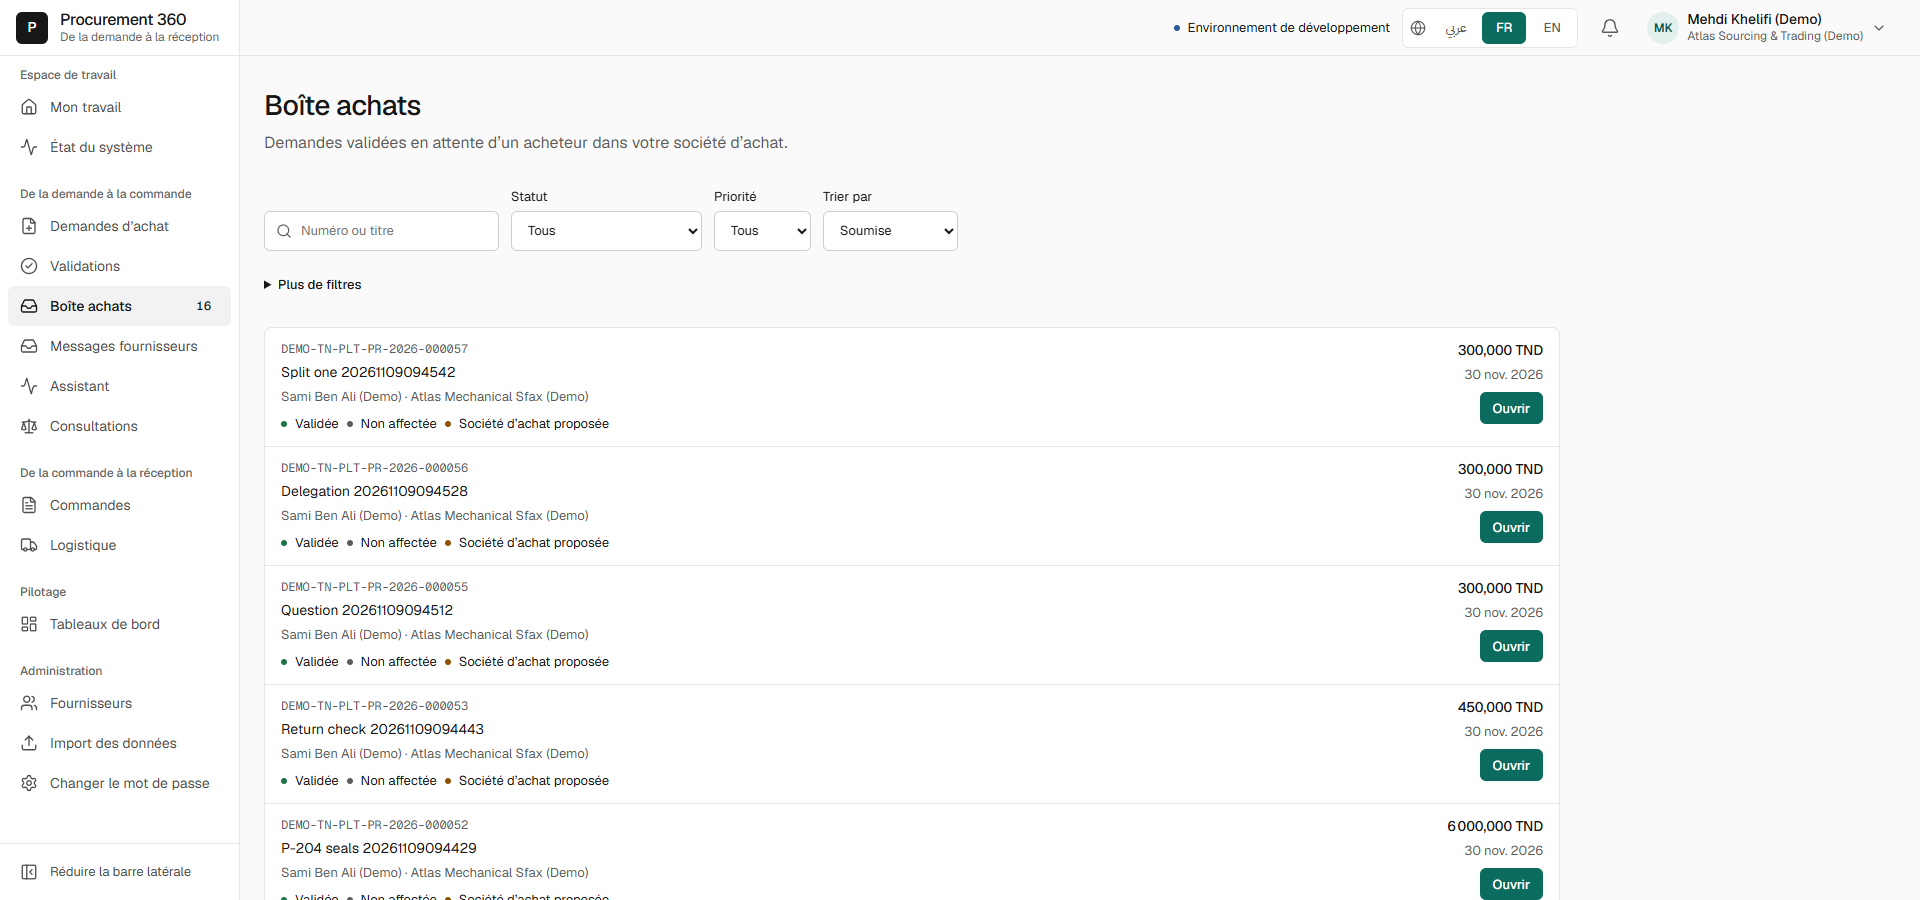 P
Procurement 360
De la demande à la réception
Environnement de développement
عربي
FR
EN
MK
Mehdi Khelifi (Demo)
Atlas Sourcing & Trading (Demo)
Espace de travail
Mon travail
État du système
De la demande à la commande
Demandes d'achat
Validations
Boîte achats 16
Messages fournisseurs
Assistant
Consultations
De la commande à la réception
Commandes
Logistique
Pilotage
Tableaux de bord
Administration
Fournisseurs
Import des données
Changer le mot de passe
Réduire la barre latérale
Boîte achats
Demandes validées en attente d’un acheteur dans votre société d’achat.
Numéro ou titre
Statut
Tous
Priorité
Tous
Trier par
Soumise
Plus de filtres
DEMO-TN-PLT-PR-2026-000057
Split one 20261109094542
Sami Ben Ali (Demo) · Atlas Mechanical Sfax (Demo)
Validée Non affectée Société d’achat proposée
300,000 TND
30 nov. 2026
Ouvrir
DEMO-TN-PLT-PR-2026-000056
Delegation 20261109094528
Sami Ben Ali (Demo) · Atlas Mechanical Sfax (Demo)
Validée Non affectée Société d’achat proposée
300,000 TND
30 nov. 2026
Ouvrir
DEMO-TN-PLT-PR-2026-000055
Question 20261109094512
Sami Ben Ali (Demo) · Atlas Mechanical Sfax (Demo)
Validée Non affectée Société d’achat proposée
300,000 TND
30 nov. 2026
Ouvrir
DEMO-TN-PLT-PR-2026-000053
Return check 20261109094443
Sami Ben Ali (Demo) · Atlas Mechanical Sfax (Demo)
Validée Non affectée Société d’achat proposée
450,000 TND
30 nov. 2026
Ouvrir
DEMO-TN-PLT-PR-2026-000052
P-204 seals 20261109094429
Sami Ben Ali (Demo) · Atlas Mechanical Sfax (Demo)
Validée Non affectée Société d’achat proposée
6 000,000 TND
30 nov. 2026
Ouvrir